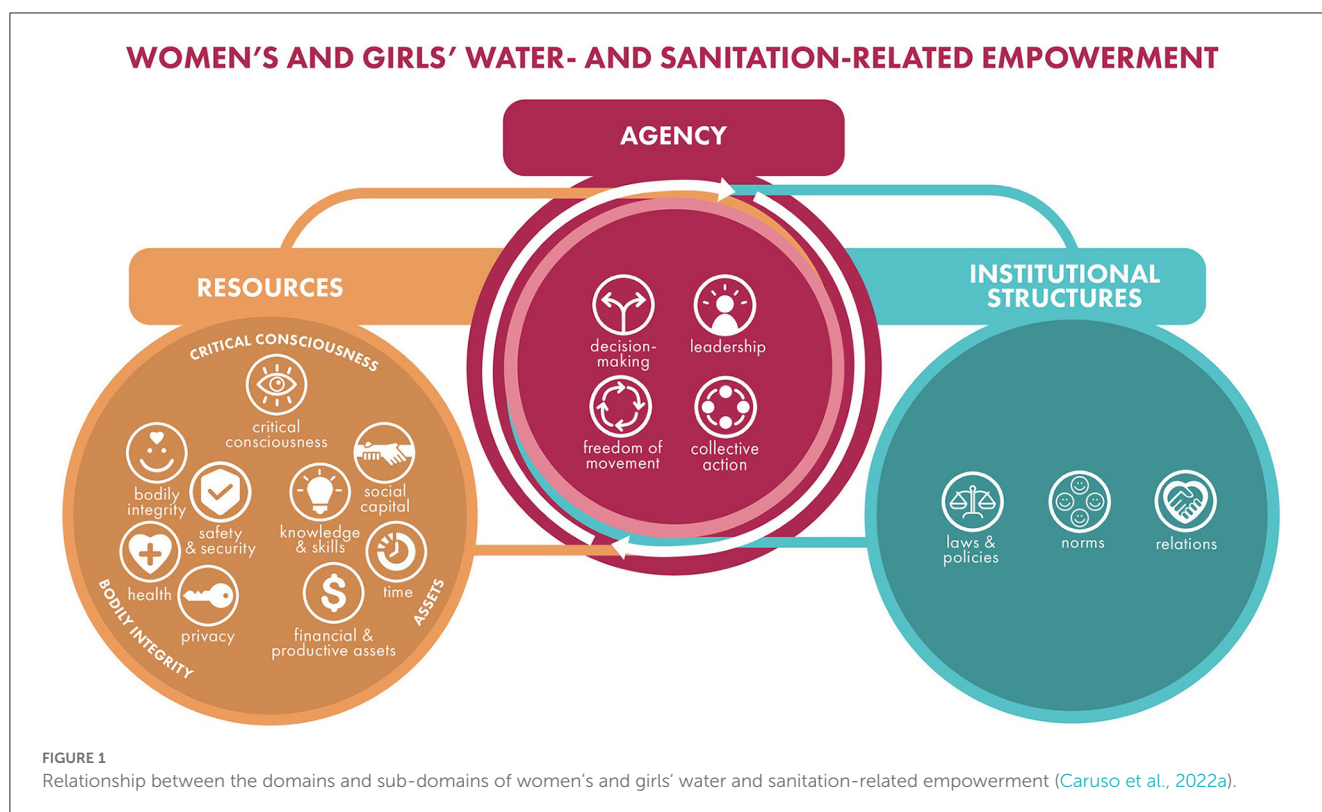 WOMEN'S AND GIRLS' WATER- AND SANITATION-RELATED EMPOWERMENT
AGENCY
RESOURCES
INSTITUTIONAL
STRUCTURES
CRITICAL CONSCIOUSNESS
critical
consciousness
bodily
integrity
safety
& security
knowledge
& skills
social
capital
health
privacy
financial &
productive assets
time
BODILY INTEGRITY
ASSETS
decision-
making
leadership
freedom of
movement
collective
action
laws &
policies
norms
relations
FIGURE 1
Relationship between the domains and sub-domains of women's and girls' water and sanitation-related empowerment (Caruso et al., 2022a).